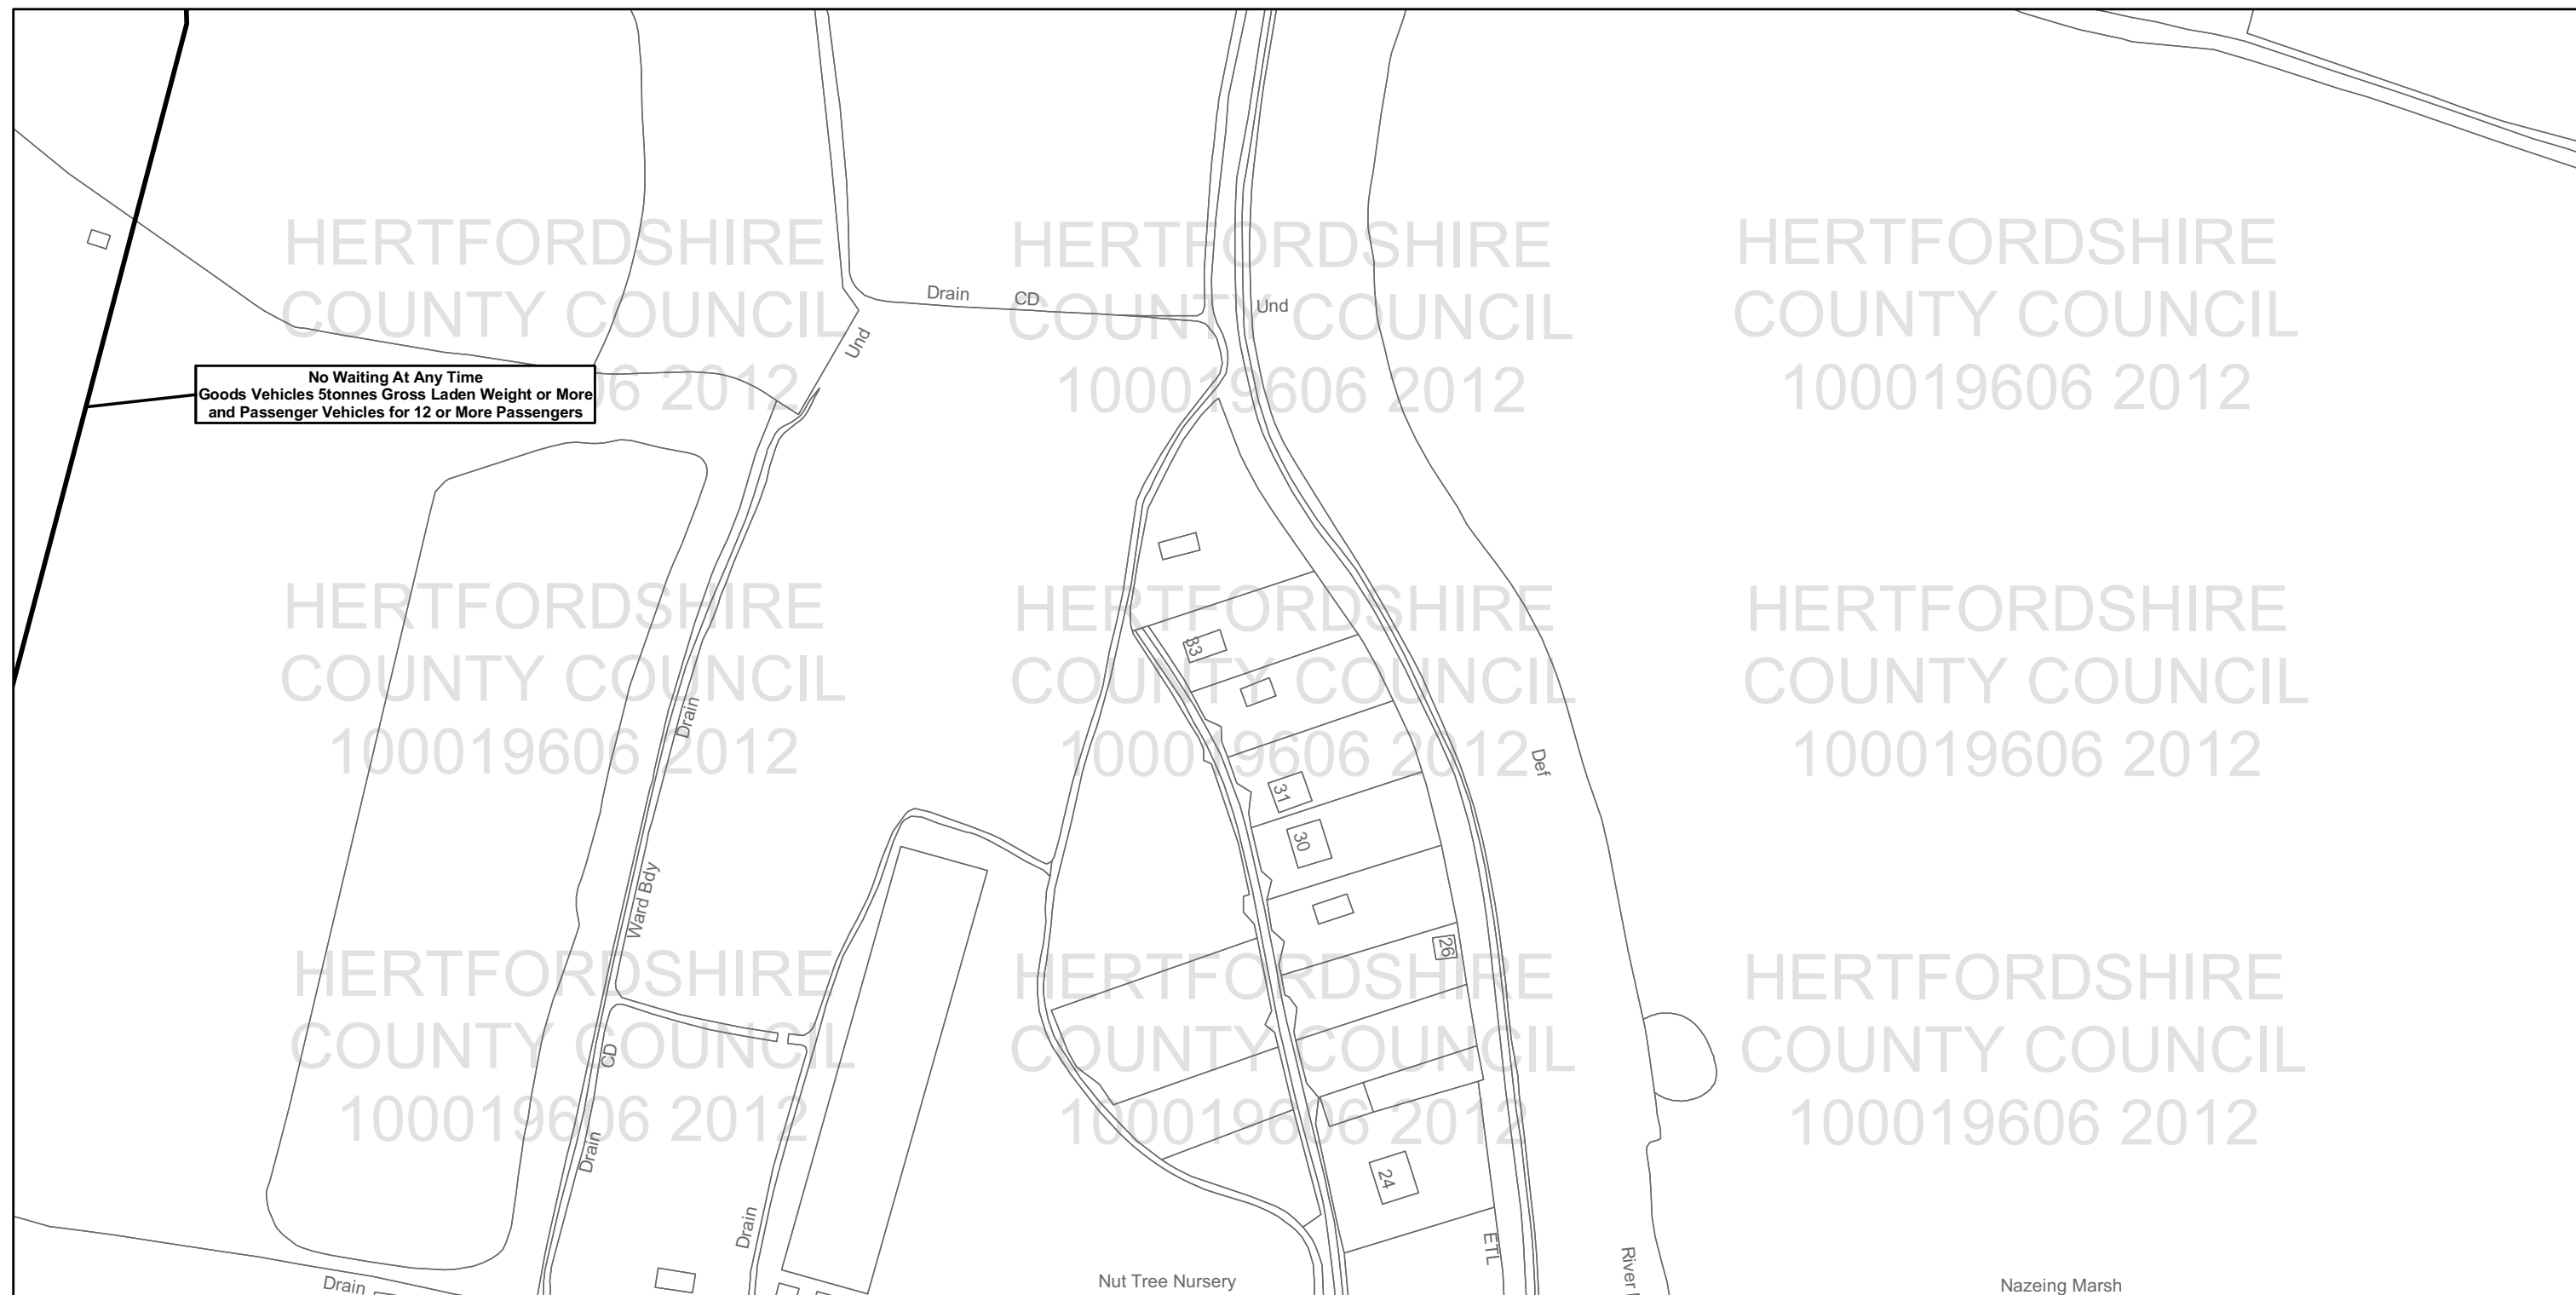 HERTFORDSHIRE
COUNTY COUNCIL
100019606 2012
HERTFORDSHIRE
COUNTY COUNCIL
100019606 2012
HERTFORDSHIRE
COUNTY COUNCIL
100019606 2012
Drain CD
Und
Und
No Waiting At Any Time
Goods Vehicles 5tonnes Gross Laden Weight or More
and Passenger Vehicles for 12 or More Passengers
HERTFORDSHIRE
COUNTY COUNCIL
100019606 2012
HERTFORDSHIRE
COUNTY COUNCIL
100019606 2012
HERTFORDSHIRE
COUNTY COUNCIL
100019606 2012
33
Drain
Def
31
30
Ward Bdy
26
HERTFORDSHIRE
COUNTY COUNCIL
100019606 2012
HERTFORDSHIRE
COUNTY COUNCIL
100019606 2012
HERTFORDSHIRE
COUNTY COUNCIL
100019606 2012
CD
Drain
24
Drain
ETL
River
Drain
Nut Tree Nursery
Nazeing Marsh